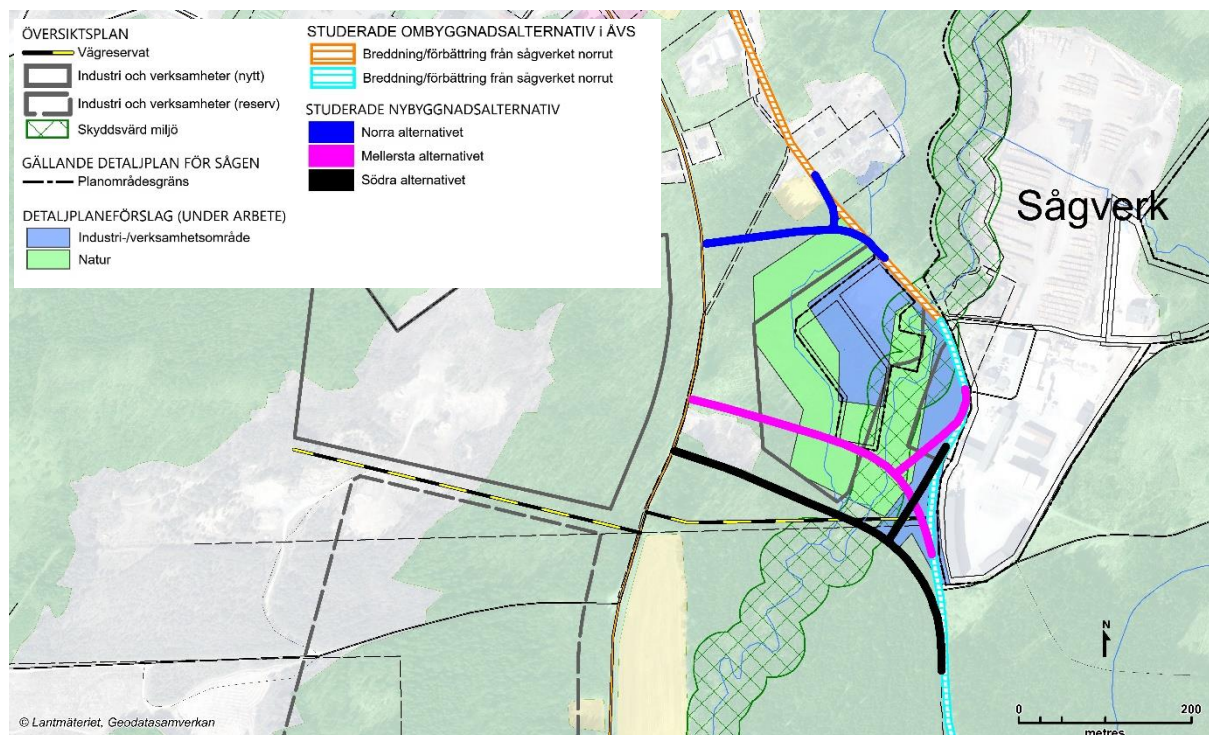 ÖVERSIKTSPLAN
Vägreservat
Industri och verksamheter (nytt)
Industri och verksamheter (reserv)
Skyddsvärd miljö
GÄLLANDE DETALJPLAN FÖR SÅGEN
Planområdesgräns
DETALJPLANEFÖRSLAG (UNDER ARBETE)
Industri-/verksamhetsområde
Natur
STUDERADE OMBYGGNADSALTERNATIV i ÅVS
Breddning/förbättring från sågverket norrut
Breddning/förbättring från sågverket norrut
STUDERADE NYBYGGNADSALTERNATIV
Norra alternativet
Mellersta alternativet
Södra alternativet
Sågverk
N
0 200
metres
© Lantmäteriet, Geodatasamverkan